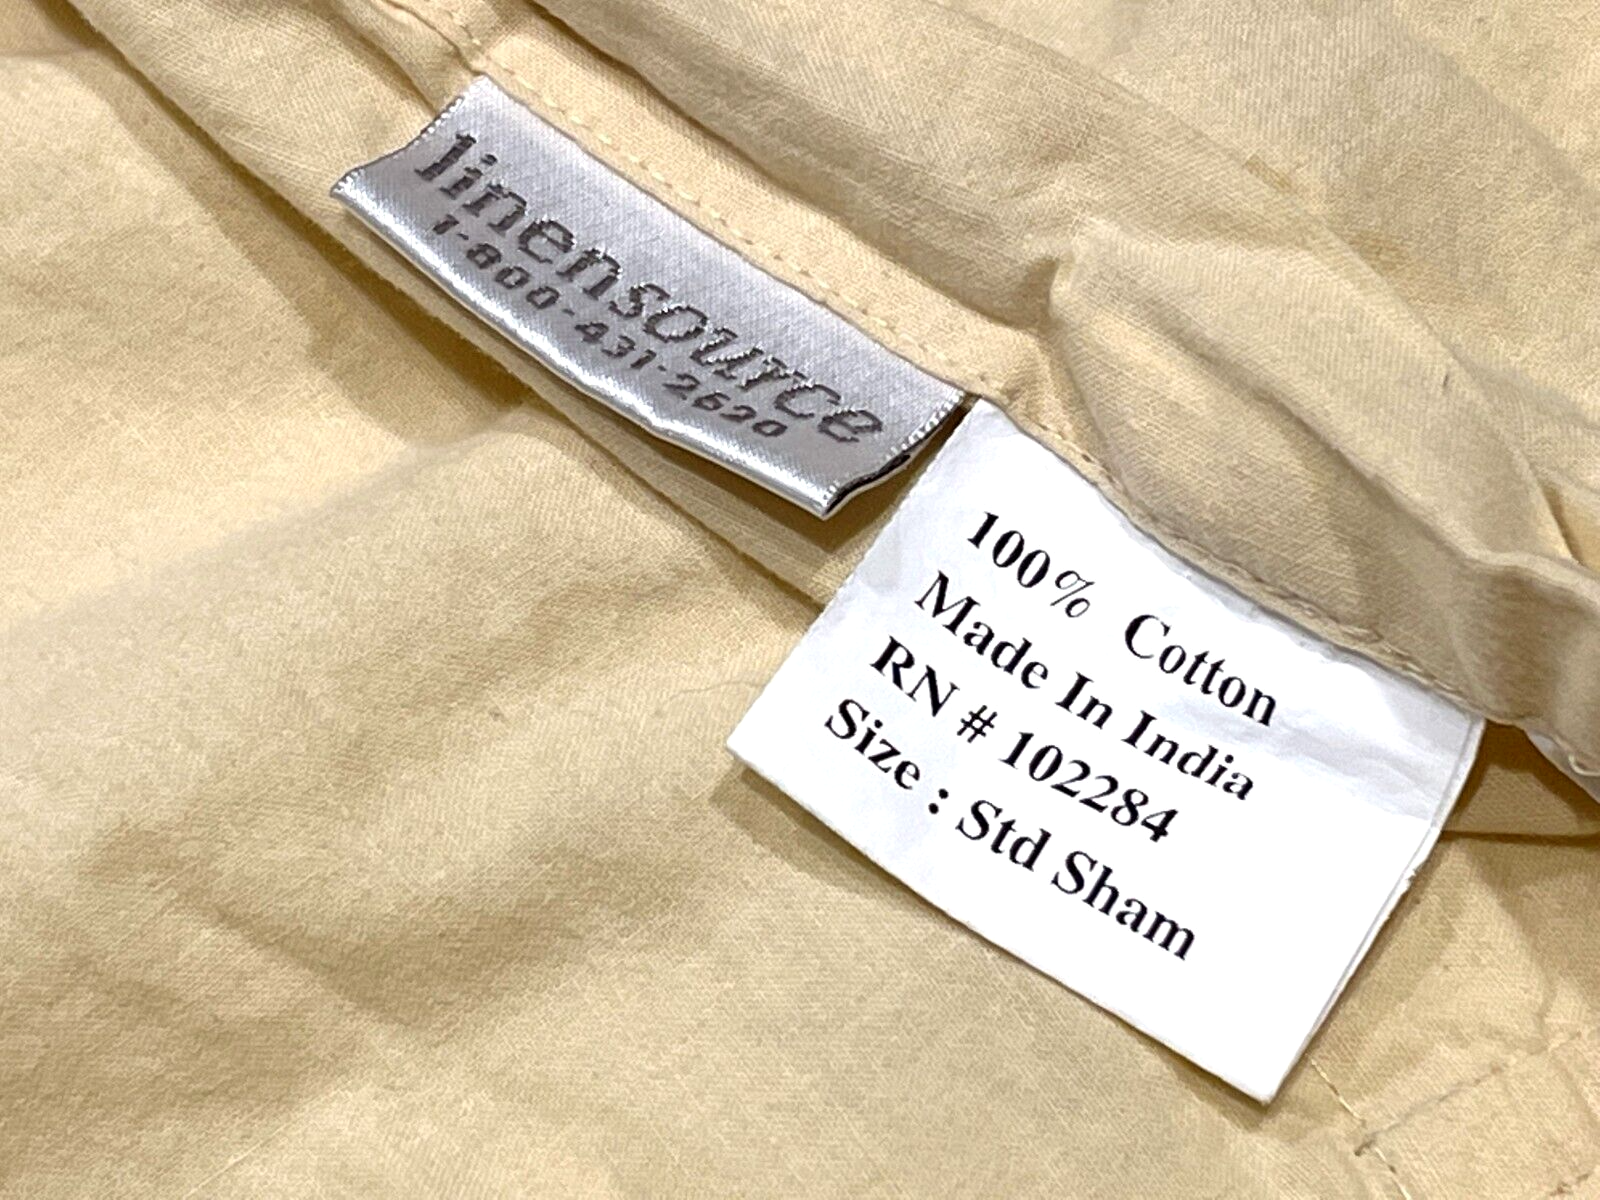 linensource
1-800-431-2620
100% Cotton
Made In India
RN # 102284
Size : Std Sham